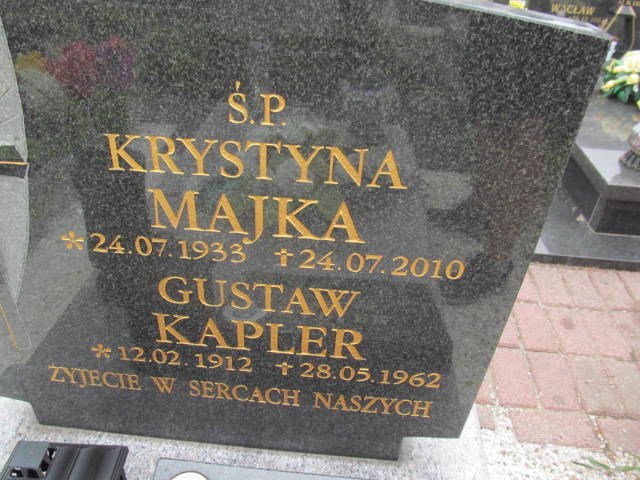 Ś.P.
KRYSTYNA
MAJKA
*24.07.1933 †24.07.2010
GUSTAW
KAPLER
*12.02.1912 †28.05.1962
ŻYJECIE W SERCACH NASZYCH
WACŁAW